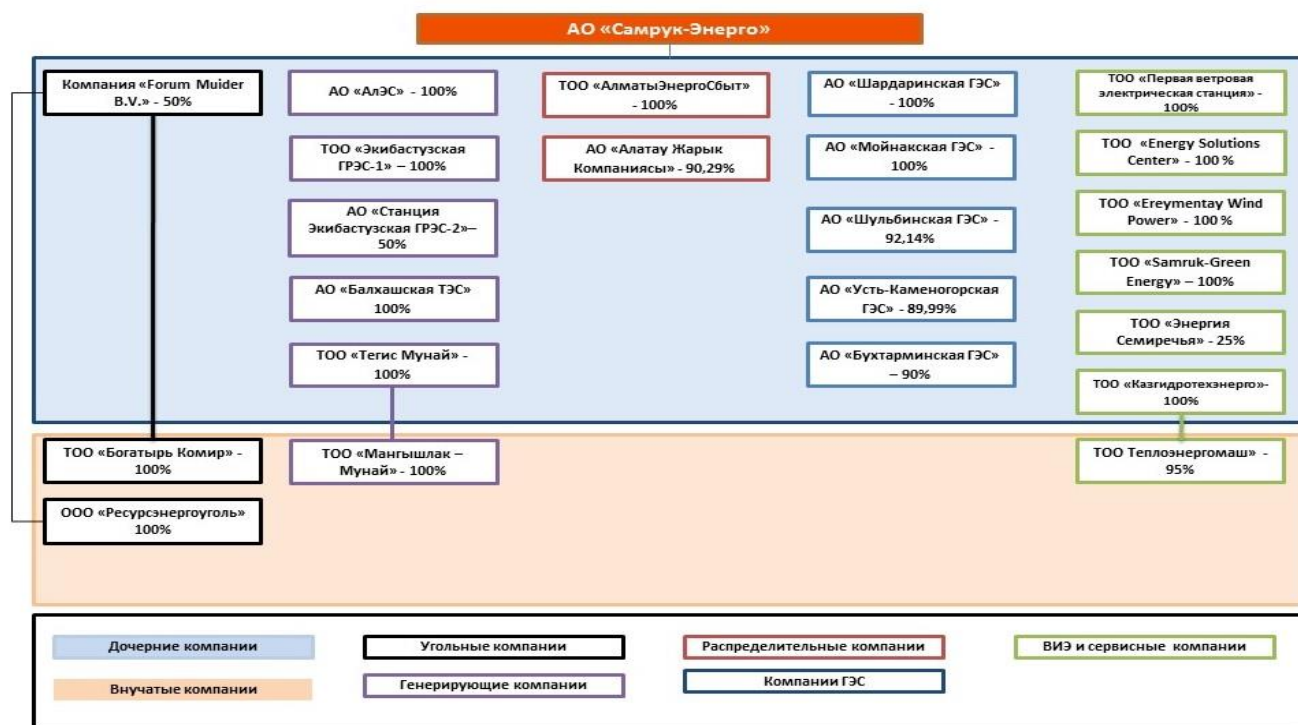 АО «Самрук-Энерго»
Компания «Forum Muider
B.V.» - 50%
АО «АлЭС» - 100%
ТОО «Экибастузская
ГРЭС-1» – 100%
АО «Станция
Экибастузская ГРЭС-2»–
50%
АО «Балхашская ТЭС»
100%
ТОО «Тегис Мунай» -
100%
ТОО «АлматыЭнергоСбыт»
- 100%
АО «Алатау Жарык
Компаниясы» - 90,29%
АО «Шардаринская ГЭС»
- 100%
АО «Мойнакская ГЭС» -
100%
АО «Шульбинская ГЭС» -
92,14%
АО «Усть-Каменогорская
ГЭС» - 89,99%
АО «Бухтарминская ГЭС»
– 90%
ТОО «Первая ветровая
электрическая станция» -
100%
ТОО «Energy Solutions
Center» - 100 %
ТОО «Ereymentay Wind
Power» - 100 %
ТОО «Samruk-Green
Energy» – 100%
ТОО «Энергия
Семиречья» - 25%
ТОО «Казгидротехэнерго»-
100%
ТОО «Богатырь Комир» -
100%
ООО «Ресурсэнергоуголь»
100%
ТОО «Мангышлак –
Мунай» - 100%
ТОО Теплоэнергомаш» -
95%
Дочерние компании
Угольные компании
Распределительные компании
ВИЭ и сервисные компании
Внучатые компании
Генерирующие компании
Компании ГЭС